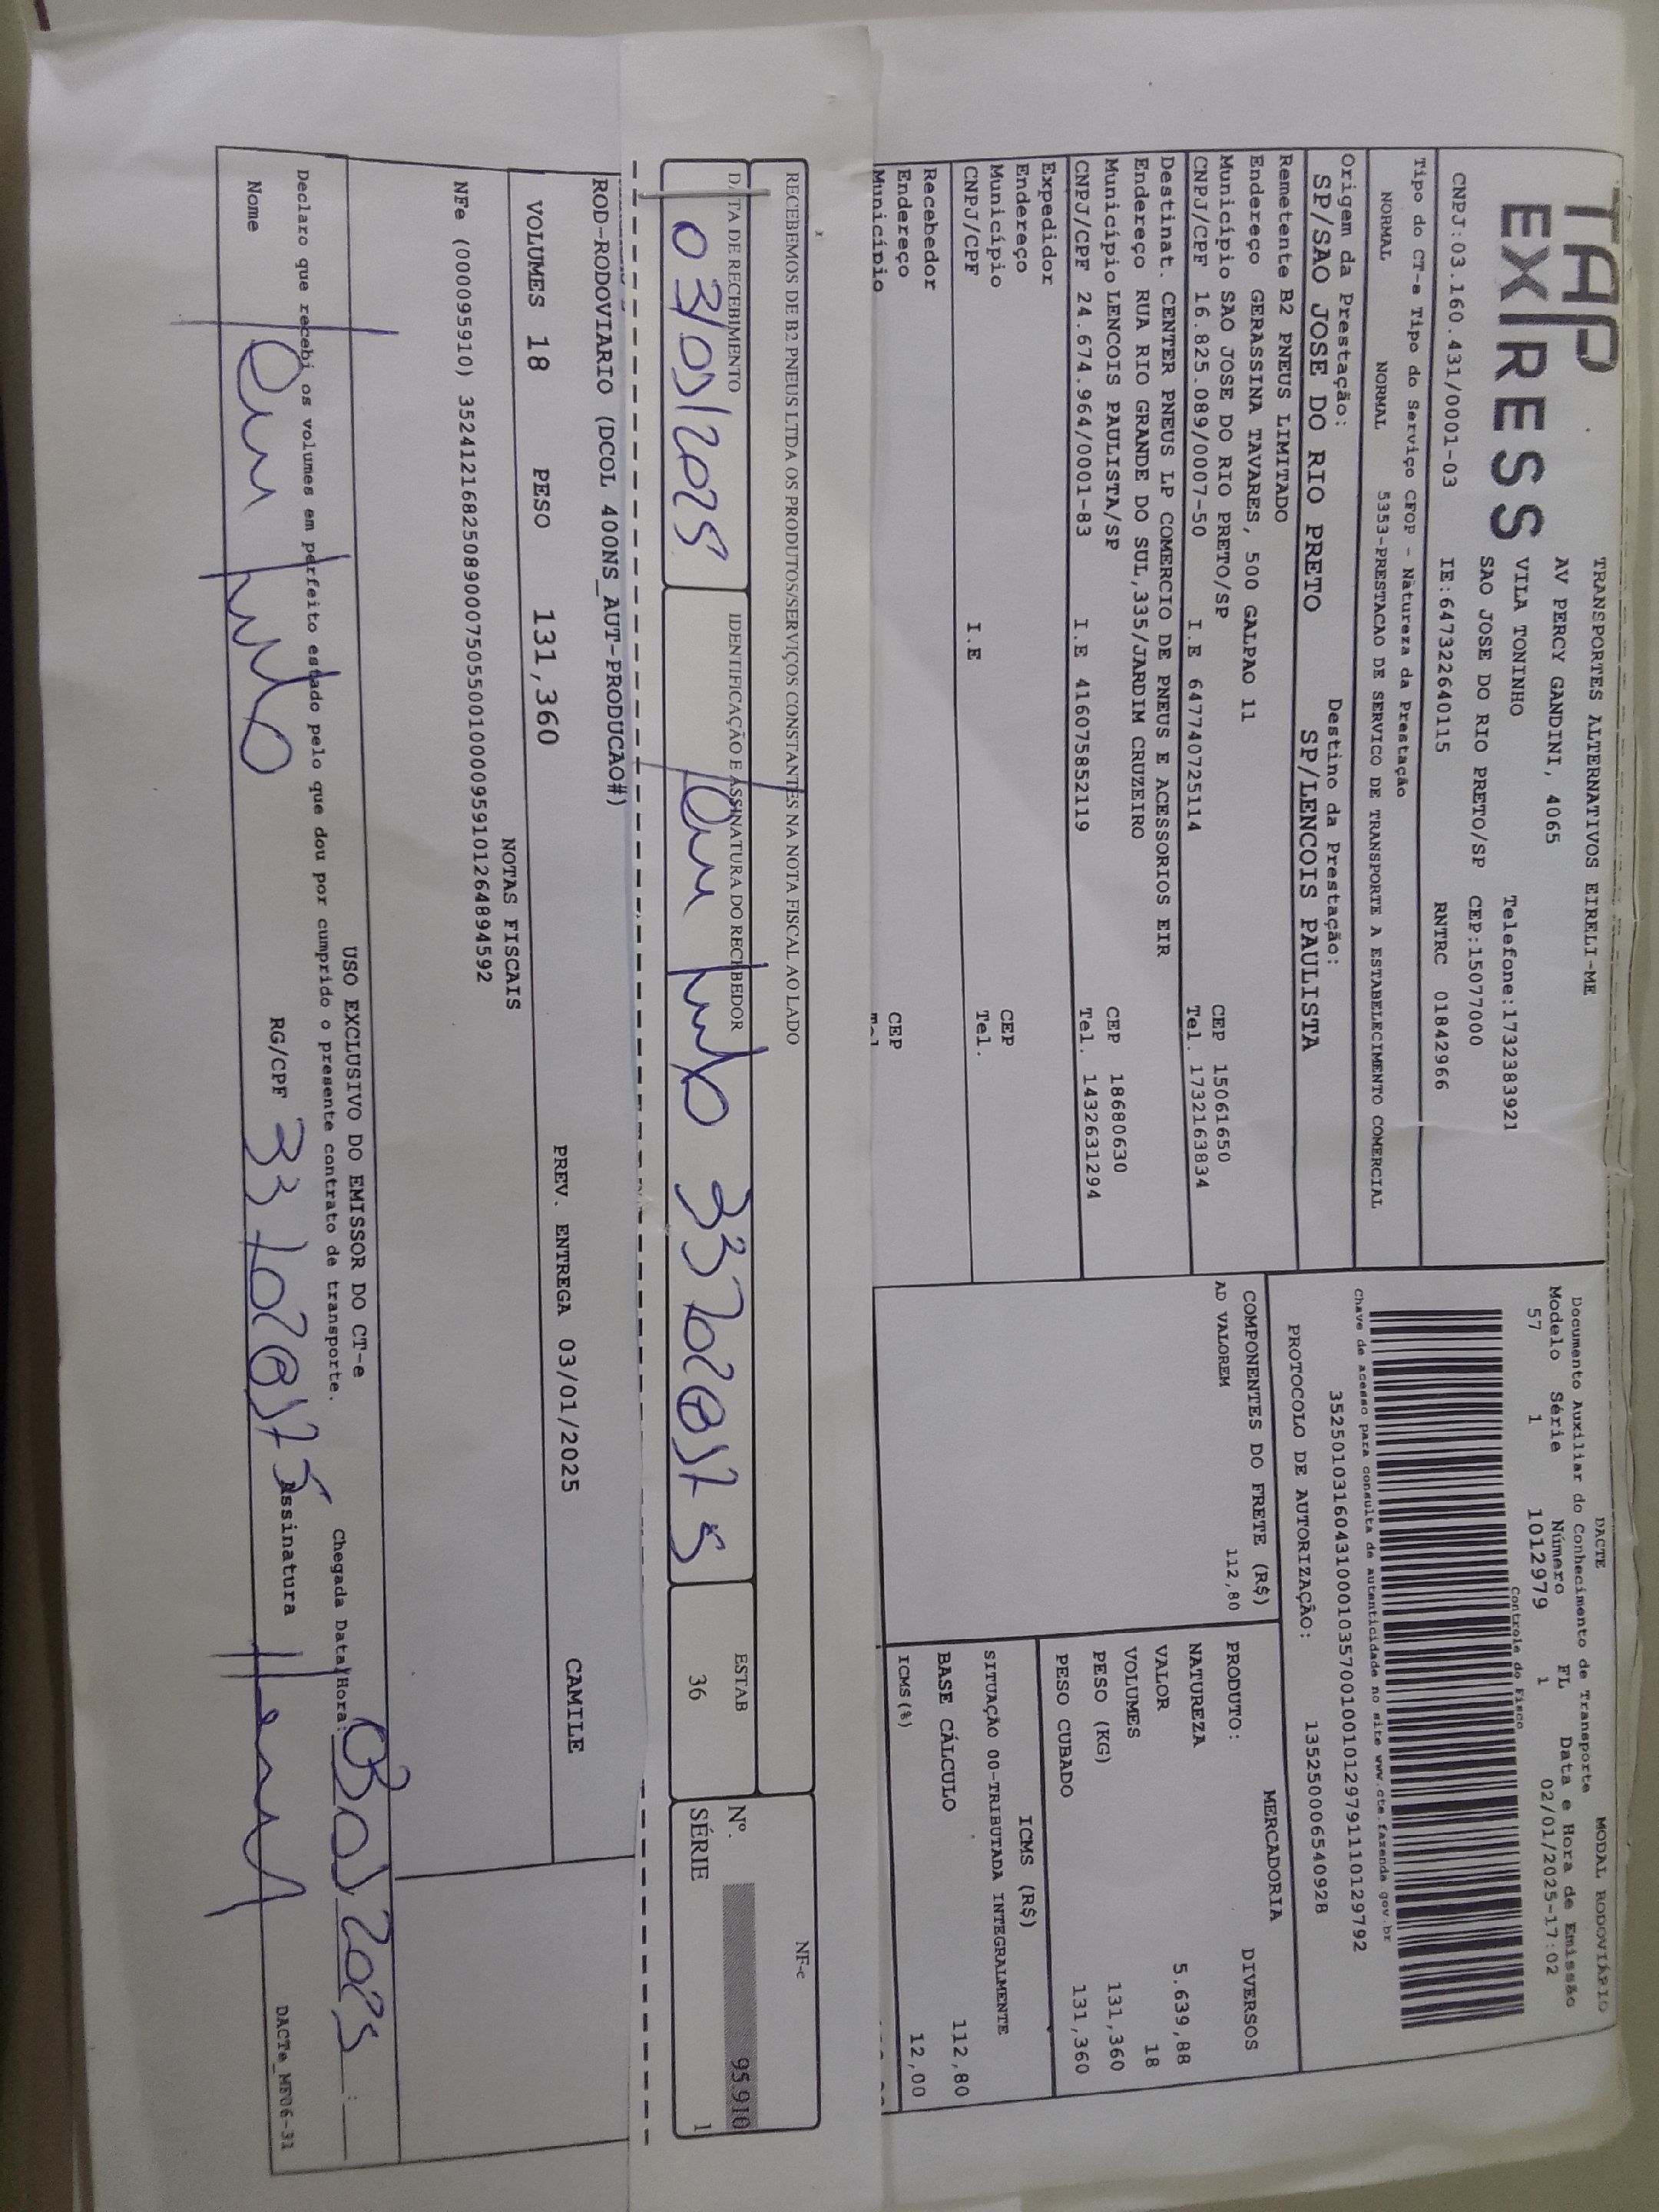 TAP
EXPRESS
TRANSPORTES ALTERNATIVOS EIRELI-ME
AV PERCY GANDINI, 4065
VILA TONINHO Telefone:1732383921
SAO JOSE DO RIO PRETO/SP CEP:15077000
CNPJ:03.160.431/0001-03 IE:647322640115 RNTRC 01842966
Tipo do CT-e Tipo do Serviço CFOP - Natureza da Prestação
NORMAL NORMAL 5353-PRESTACAO DE SERVICO DE TRANSPORTE A ESTABELECIMENTO COMERCIAL
Origem da Prestação: Destino da Prestação:
SP/SAO JOSE DO RIO PRETO SP/LENCOIS PAULISTA
Remetente B2 PNEUS LIMITADO
Endereço GERASSINA TAVARES, 500 GALPAO 11
Município SAO JOSE DO RIO PRETO/SP CEP 15061650
CNPJ/CPF 16.825.089/0007-50 I.E 647740725114 Tel. 1732163834
Destinat. CENTER PNEUS LP COMERCIO DE PNEUS E ACESSORIOS EIR
Endereço RUA RIO GRANDE DO SUL,335/JARDIM CRUZEIRO
Município LENCOIS PAULISTA/SP CEP 18680630
CNPJ/CPF 24.674.964/0001-83 I.E 416075852119 Tel. 1432631294
Expedidor
Endereço
Município CEP
CNPJ/CPF I.E Tel.
Recebedor
Endereço CEP
Município Tel
DACTE MODAL RODOVIÁRIO
Documento Auxiliar do Conhecimento de Transporte
Modelo Série Número FL Data e Hora de Emissão
57 1 1012979 1 02/01/2025-17:02
Controle do Fisco
Chave de acesso para consulta de autenticidade no site www.cte.fazenda.gov.br
35250103160431000103570010010129791110129792
PROTOCOLO DE AUTORIZAÇÃO: 135250006540928
COMPONENTES DO FRETE (R$)
AD VALOREM 112,80
MERCADORIA
PRODUTO: DIVERSOS
NATUREZA
VALOR 5.639,88
VOLUMES 18
PESO (KG) 131,360
PESO CUBADO 131,360
ICMS (R$)
SITUAÇÃO 00-TRIBUTADA INTEGRALMENTE
BASE CÁLCULO 112,80
ICMS(%) 12,00
RECEBEMOS DE B2 PNEUS LTDA OS PRODUTOS/SERVIÇOS CONSTANTES NA NOTA FISCAL AO LADO
NF-e
DATA DE RECEBIMENTO IDENTIFICAÇÃO E ASSINATURA DO RECEBEDOR ESTAB Nº. 95.910
03/01/2025 36 SÉRIE 1
ROD-RODOVIARIO (DCOL 400NS_AUT-PRODUCAO#)
VOLUMES 18 PESO 131,360 PREV. ENTREGA 03/01/2025 CAMILE
NOTAS FISCAIS
NFe (000095910) 35241216825089000750550010000959101264894592
USO EXCLUSIVO DO EMISSOR DO CT-e
Declaro que recebi os volumes em perfeito estado pelo que dou por cumprido o presente contrato de transporte.
Chegada Data/Hora: 03 01 2025 :
Nome RG/CPF Assinatura DACTe_MF06-31